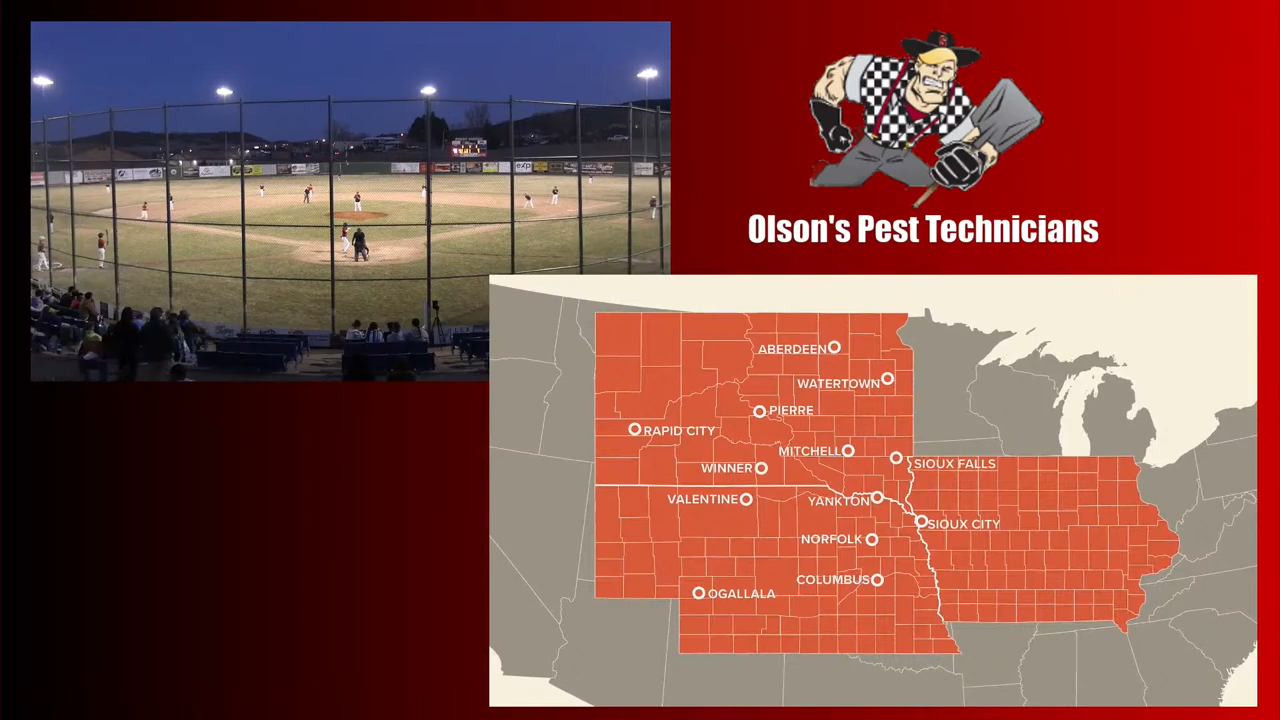 exp
Olson's Pest Technicians
ABERDEEN
WATERTOWN
PIERRE
RAPID CITY
MITCHELL
SIOUX FALLS
WINNER
VALENTINE
YANKTON
SIOUX CITY
NORFOLK
COLUMBUS
OGALLALA